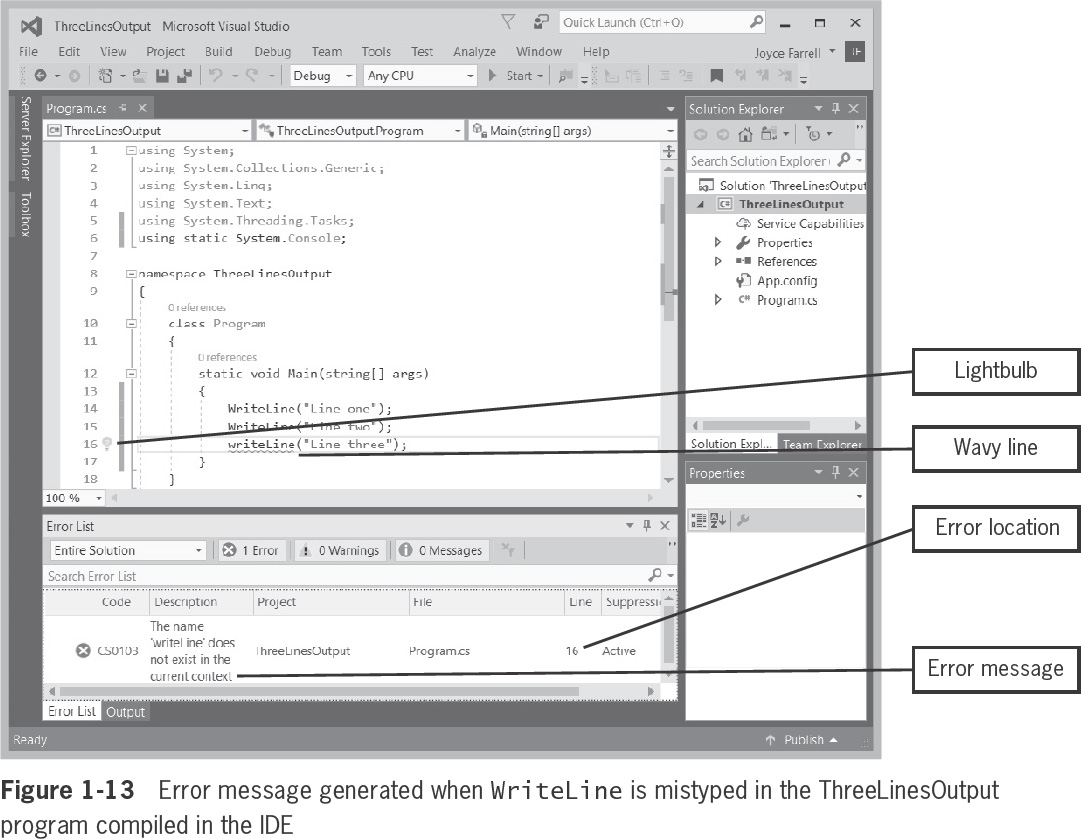 ThreeLinesOutput - Microsoft Visual Studio
Quick Launch (Ctrl+Q)
File Edit View Project Build Debug Team Tools Test Analyze Window Help
Joyce Farrell JF
Debug Any CPU Start
Server Explorer
Toolbox
Program.cs
ThreeLinesOutput ThreeLinesOutput.Program Main(string[] args)
1 using System;
2 using System.Collections.Generic;
3 using System.Linq;
4 using System.Text;
5 using System.Threading.Tasks;
6 using static System.Console;
7
8 namespace ThreeLinesOutput
9 {
0 references
10 class Program
11 {
0 references
12 static void Main(string[] args)
13 {
14 WriteLine("Line one");
15 WriteLine("Line two");
16 writeLine("Line three");
17 }
18 }
100 %
Solution Explorer
Search Solution Explorer (
Solution 'ThreeLinesOutput
ThreeLinesOutput
Service Capabilities
Properties
References
App.config
C# Program.cs
Solution Expl... Team Explorer
Properties
Error List
Entire Solution 1 Error 0 Warnings 0 Messages
Search Error List
Code Description Project File Line Suppressi
CS0103 The name
'writeLine' does
not exist in the
current context
ThreeLinesOutput Program.cs 16 Active
Error List Output
Ready Publish
Lightbulb
Wavy line
Error location
Error message
Figure 1-13 Error message generated when WriteLine is mistyped in the ThreeLinesOutput
program compiled in the IDE